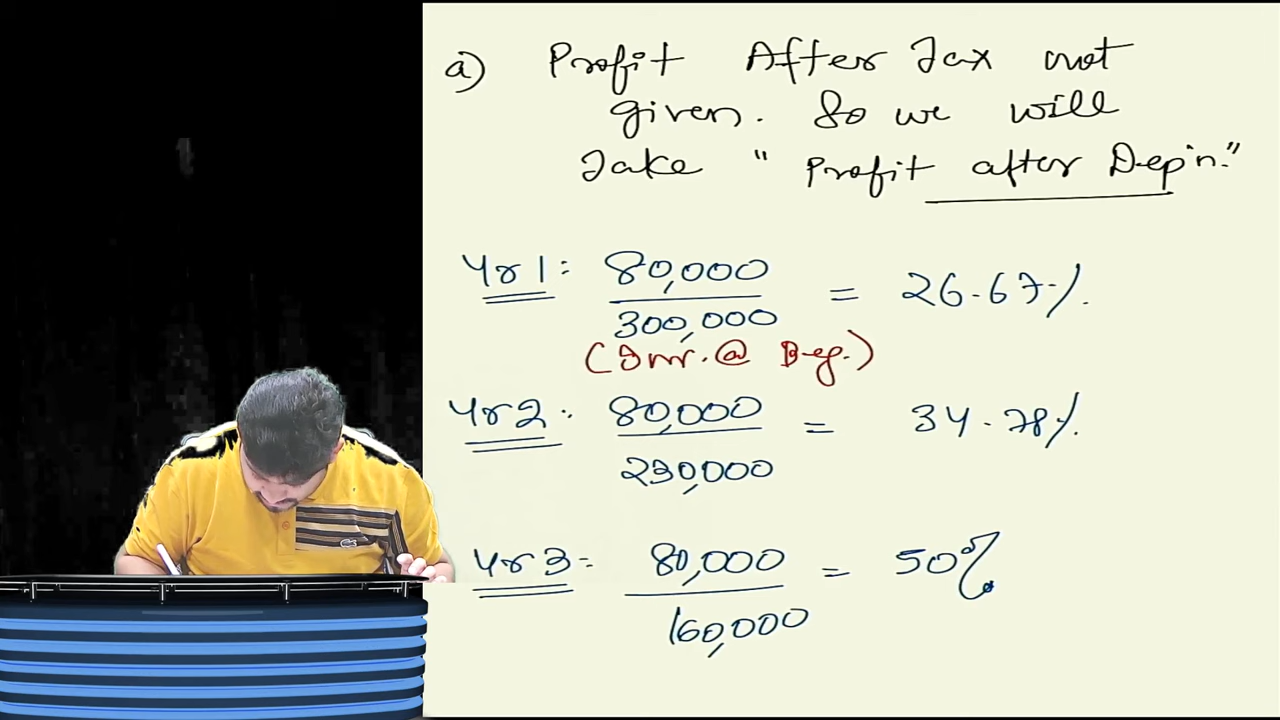 a) Profit After Tax not
given. So we will
Take "Profit after Dep'n."
Yr 1: 80,000
300,000
= 26.67%.
(Inv. @ Beg.)
Yr 2: 80,000
230,000
= 34.78%.
Yr 3: 80,000
160,000
= 50%